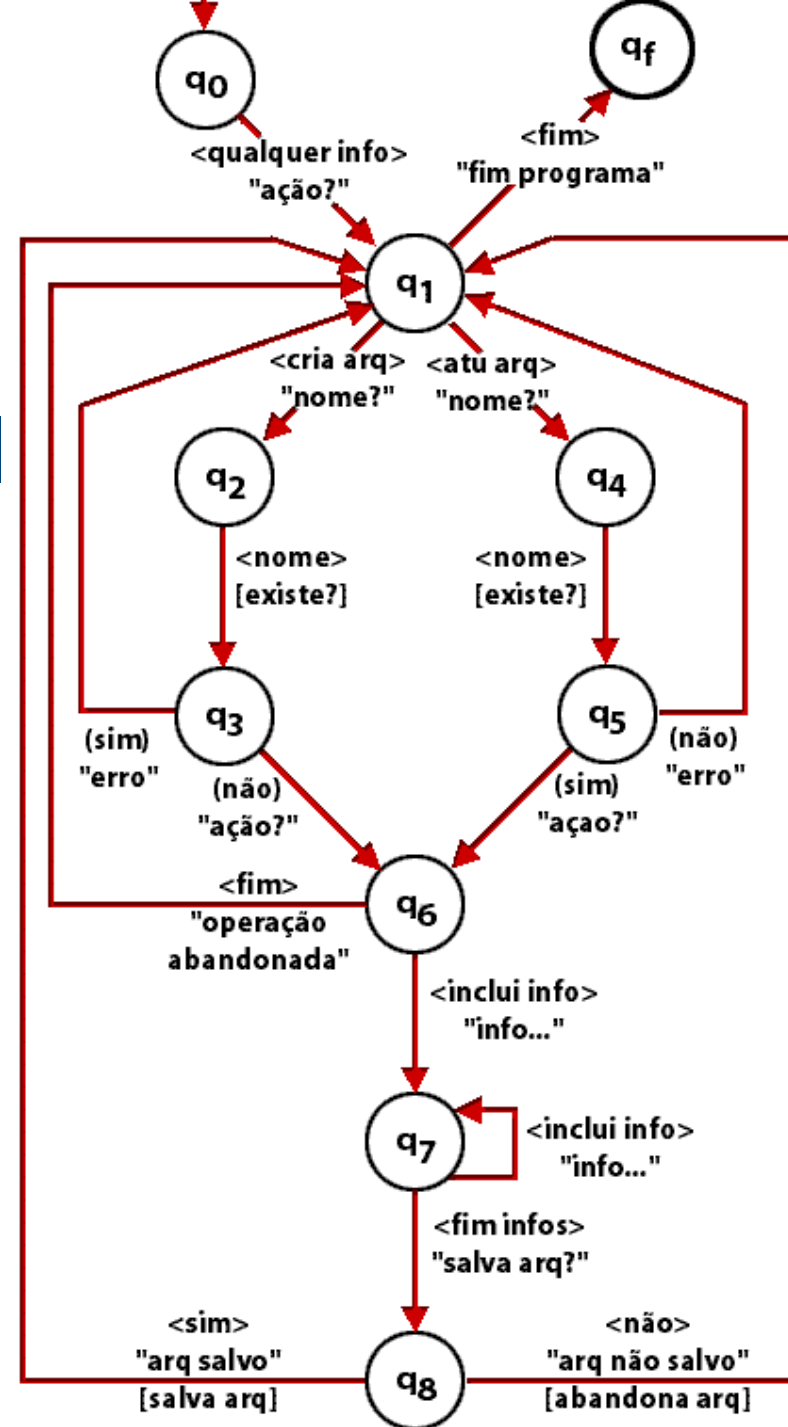 q0
qf
<qualquer info>
"ação?"
<fim>
"fim programa"
q1
<cria arq>
"nome?"
<atu arq>
"nome?"
q2
q4
<nome>
[existe?]
<nome>
[existe?]
q3
q5
(sim)
"erro"
(não)
"ação?"
(sim)
"açao?"
(não)
"erro"
<fim>
"operação
abandonada"
q6
<inclui info>
"info..."
q7
<inclui info>
"info..."
<fim infos>
"salva arq?"
<sim>
"arq salvo"
[salva arq]
q8
<não>
"arq não salvo"
[abandona arq]